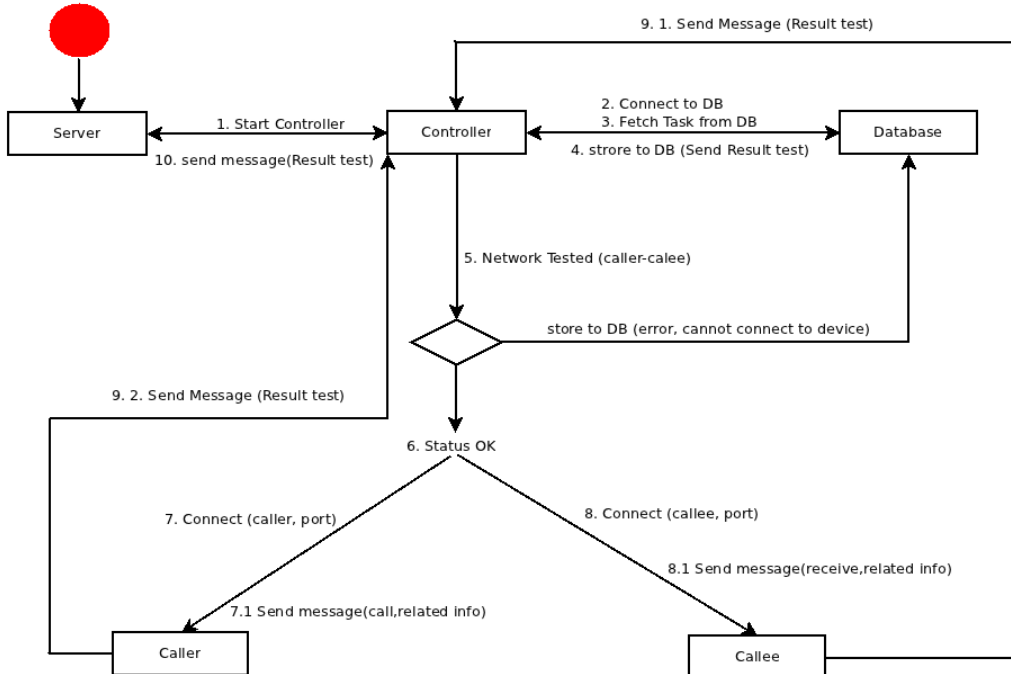 9. 1. Send Message (Result test)
Server
1. Start Controller
Controller
2. Connect to DB
3. Fetch Task from DB
Database
10. send message(Result test)
4. strore to DB (Send Result test)
5. Network Tested (caller-calee)
store to DB (error, cannot connect to device)
9. 2. Send Message (Result test)
6. Status OK
7. Connect (caller, port)
8. Connect (callee, port)
8.1 Send message(receive,related info)
7.1 Send message(call,related info)
Caller
Callee